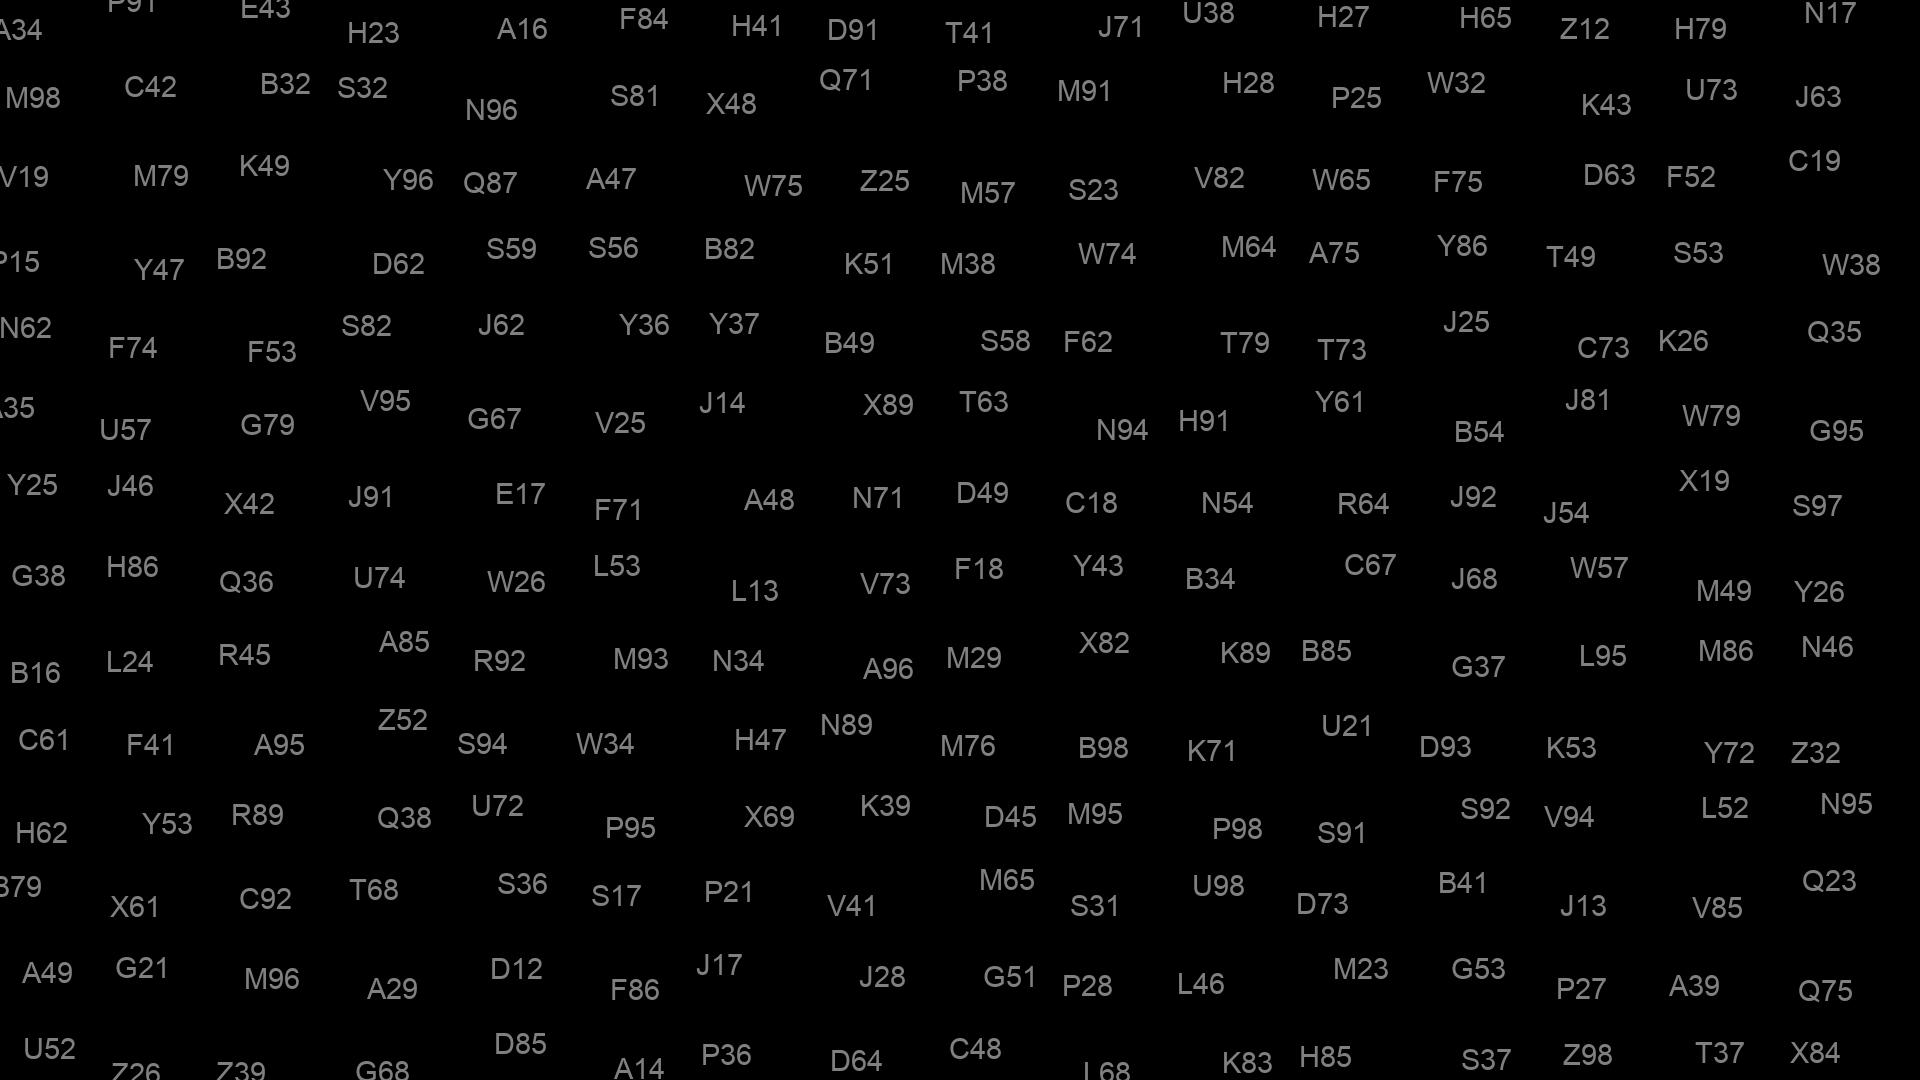 A34 P91 E43 H23 A16 F84 H41 D91 T41 J71 U38 H27 H65 Z12 H79 N17
M98 C42 B32 S32 N96 S81 X48 Q71 P38 M91 H28 P25 W32 K43 U73 J63
V19 M79 K49 Y96 Q87 A47 W75 Z25 M57 S23 V82 W65 F75 D63 F52 C19
P15 Y47 B92 D62 S59 S56 B82 K51 M38 W74 M64 A75 Y86 T49 S53 W38
N62 F74 F53 S82 J62 Y36 Y37 B49 S58 F62 T79 T73 J25 C73 K26 Q35
A35 U57 G79 V95 G67 V25 J14 X89 T63 N94 H91 Y61 B54 J81 W79 G95
Y25 J46 X42 J91 E17 F71 A48 N71 D49 C18 N54 R64 J92 J54 X19 S97
G38 H86 Q36 U74 W26 L53 L13 V73 F18 Y43 B34 C67 J68 W57 M49 Y26
B16 L24 R45 A85 R92 M93 N34 A96 M29 X82 K89 B85 G37 L95 M86 N46
C61 F41 A95 Z52 S94 W34 H47 N89 M76 B98 K71 U21 D93 K53 Y72 Z32
H62 Y53 R89 Q38 U72 P95 X69 K39 D45 M95 P98 S91 S92 V94 L52 N95
B79 X61 C92 T68 S36 S17 P21 V41 M65 S31 U98 D73 B41 J13 V85 Q23
A49 G21 M96 A29 D12 F86 J17 J28 G51 P28 L46 M23 G53 P27 A39 Q75
U52 Z26 Z39 G68 D85 A14 P36 D64 C48 L68 K83 H85 S37 Z98 T37 X84